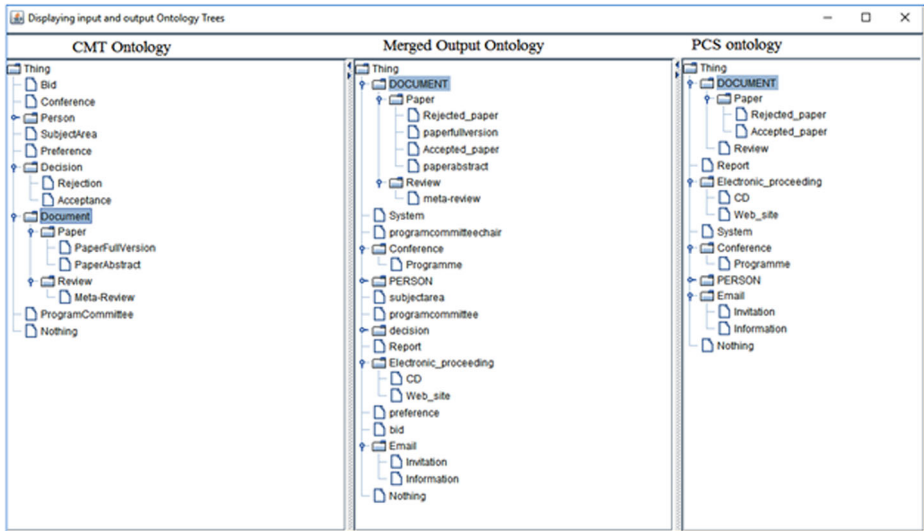 Displaying input and output Ontology Trees
CMT Ontology
Thing
Bid
Conference
Person
SubjectArea
Preference
Decision
Rejection
Acceptance
Document
Paper
PaperFullVersion
PaperAbstract
Review
Meta-Review
ProgramCommittee
Nothing
Merged Output Ontology
Thing
DOCUMENT
Paper
Rejected_paper
paperfullversion
Accepted_paper
paperabstract
Review
meta-review
System
programcommitteechair
Conference
Programme
PERSON
subjectarea
programcommittee
decision
Report
Electronic_proceeding
CD
Web_site
preference
bid
Email
Invitation
Information
Nothing
PCS ontology
Thing
DOCUMENT
Paper
Rejected_paper
Accepted_paper
Review
Report
Electronic_proceeding
CD
Web_site
System
Conference
Programme
PERSON
Email
Invitation
Information
Nothing